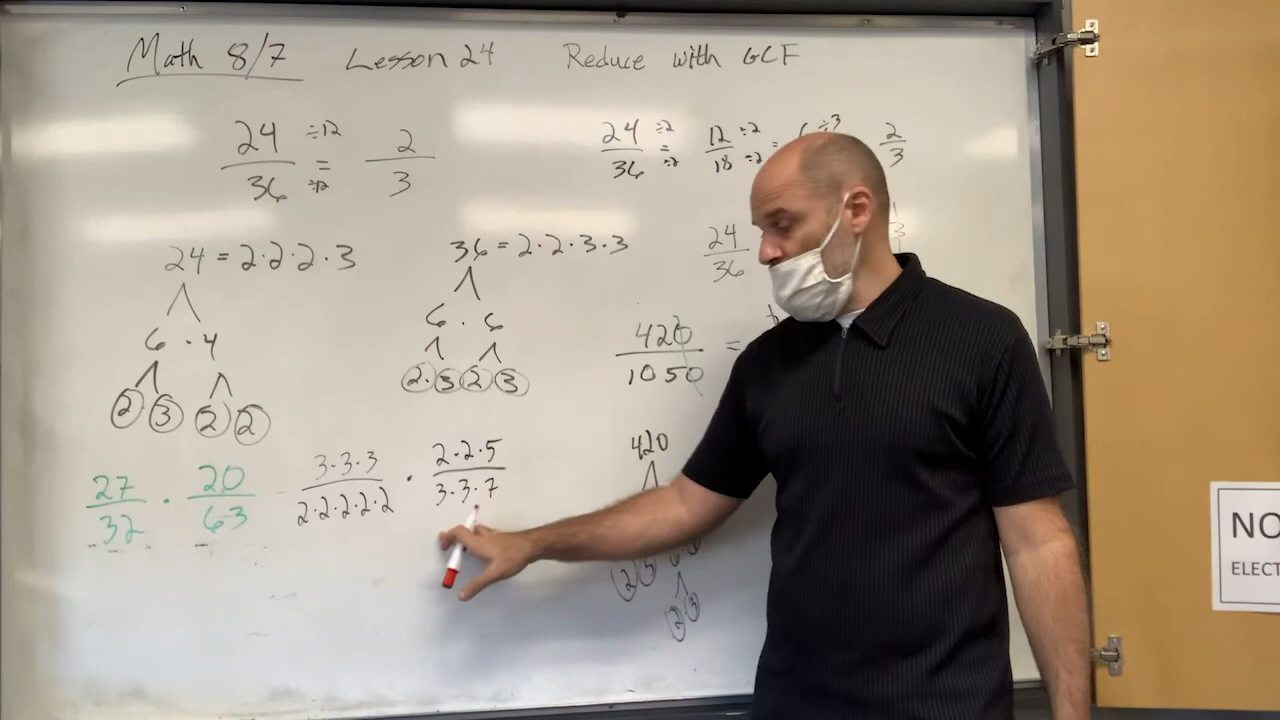 Math 8/7 Lesson 24 Reduce with GCF
24/36 ÷12/÷12 = 2/3
24/36 ÷2/÷2 = 12/18 ÷2/÷2 = 6 ÷3 2/3
24 = 2·2·2·3
6 · 4
2 3 2 2
36 = 2·2·3·3
6 · 6
2·3 2 3
24/36
420/1050 =
27/32 · 20/63
3·3·3/2·2·2·2·2 · 2·2·5/3·3·7
420
2 3
2 3
NO
ELECT